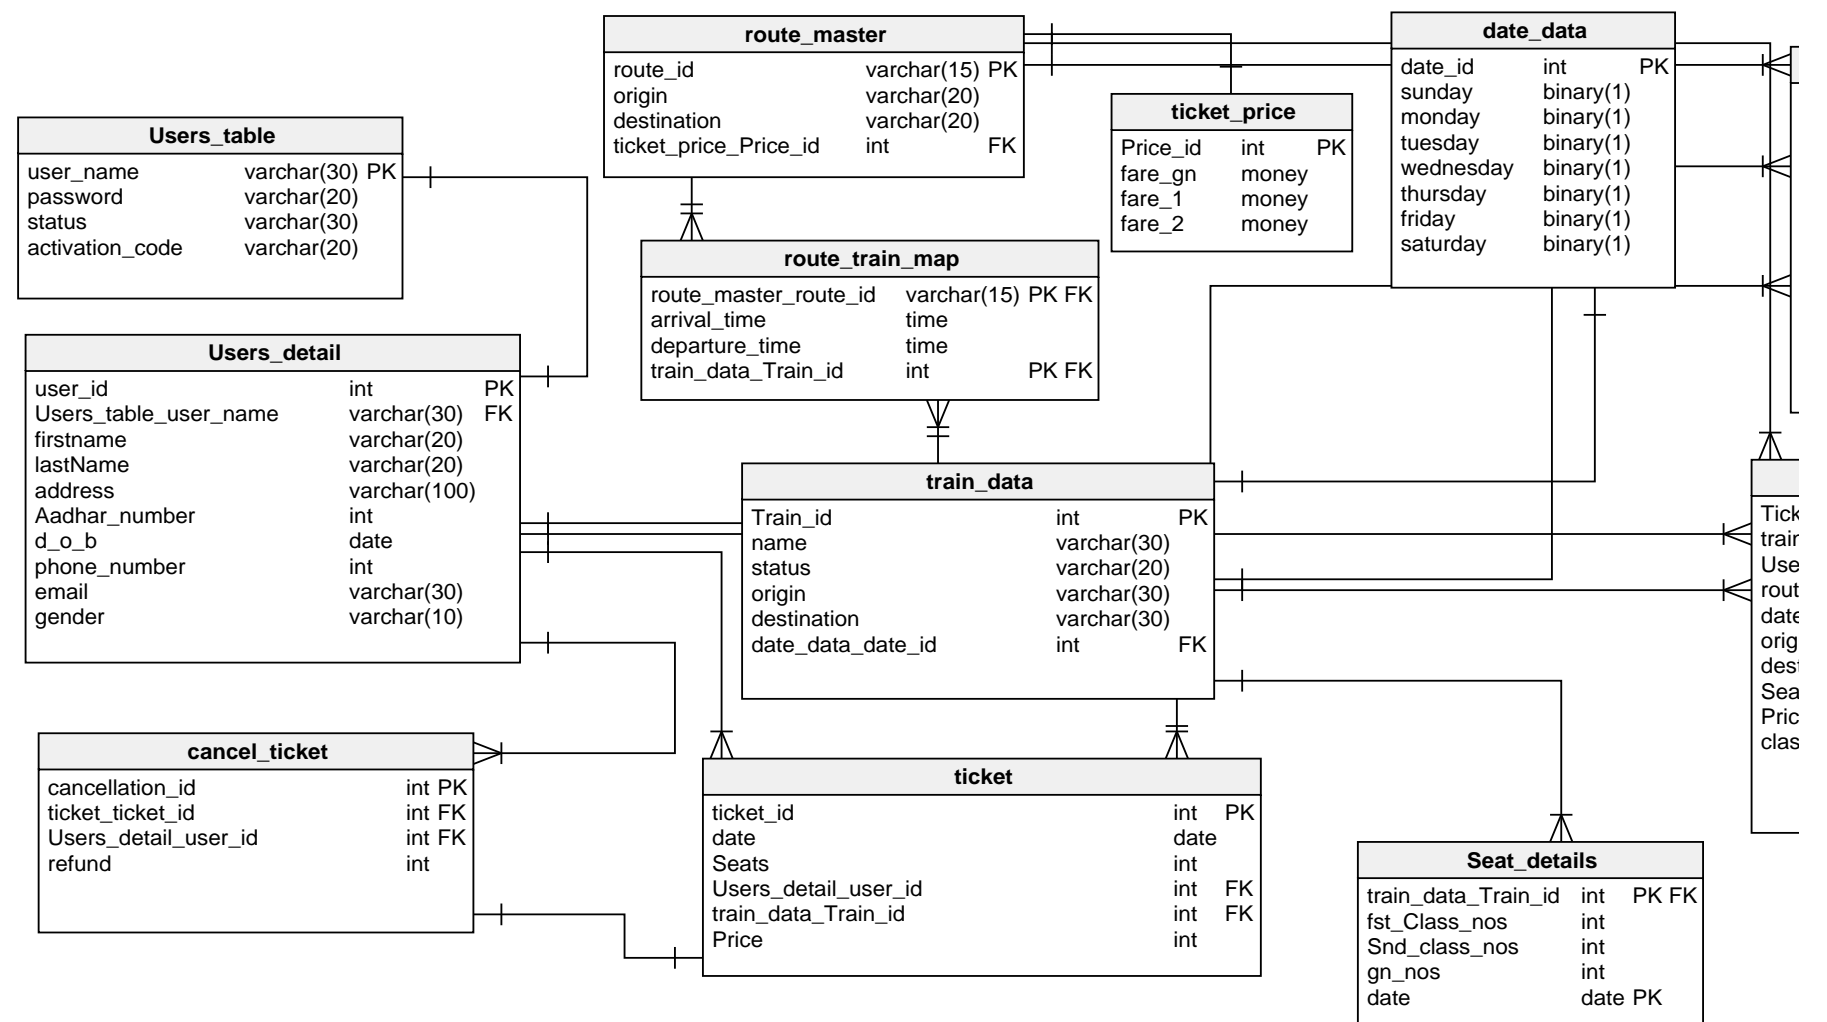 route_master
route_id varchar(15) PK
origin varchar(20)
destination varchar(20)
ticket_price_Price_id int FK
date_data
date_id int PK
sunday binary(1)
monday binary(1)
tuesday binary(1)
wednesday binary(1)
thursday binary(1)
friday binary(1)
saturday binary(1)
ticket_price
Price_id int PK
fare_gn money
fare_1 money
fare_2 money
Users_table
user_name varchar(30) PK
password varchar(20)
status varchar(30)
activation_code varchar(20)
route_train_map
route_master_route_id varchar(15) PK FK
arrival_time time
departure_time time
train_data_Train_id int PK FK
Users_detail
user_id int PK
Users_table_user_name varchar(30) FK
firstname varchar(20)
lastName varchar(20)
address varchar(100)
Aadhar_number int
d_o_b date
phone_number int
email varchar(30)
gender varchar(10)
train_data
Train_id int PK
name varchar(30)
status varchar(20)
origin varchar(30)
destination varchar(30)
date_data_date_id int FK
cancel_ticket
cancellation_id int PK
ticket_ticket_id int FK
Users_detail_user_id int FK
refund int
ticket
ticket_id int PK
date date
Seats int
Users_detail_user_id int FK
train_data_Train_id int FK
Price int
Seat_details
train_data_Train_id int PK FK
fst_Class_nos int
Snd_class_nos int
gn_nos int
date date PK